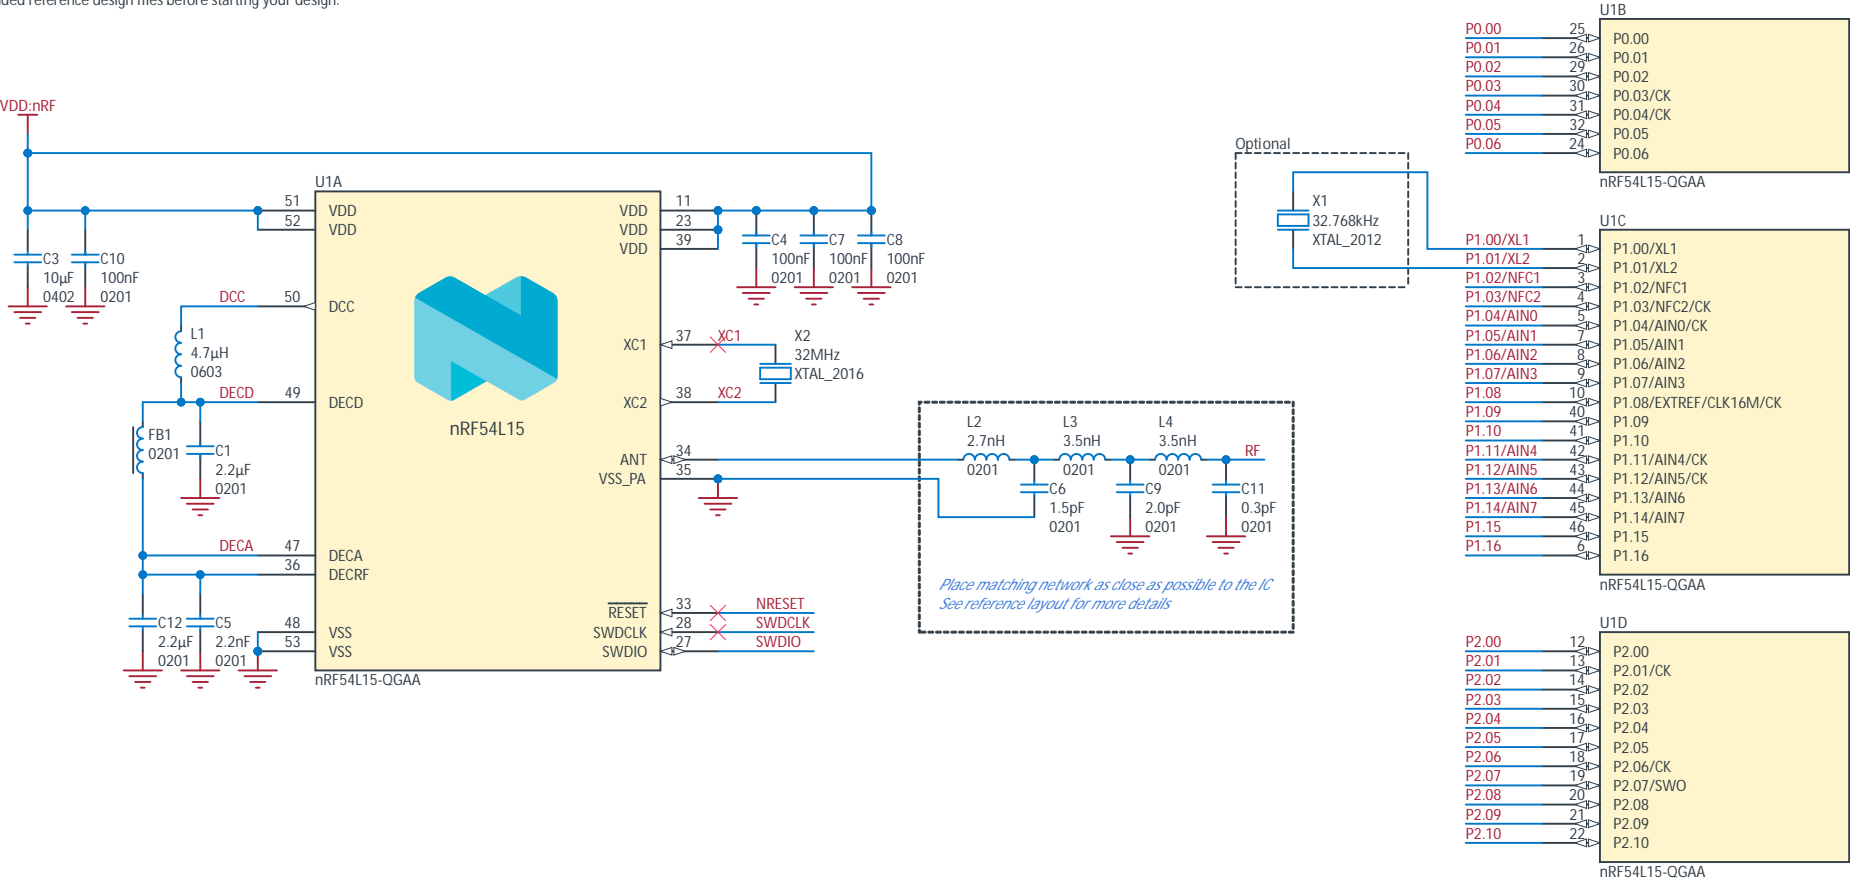 ded reference design files before starting your design.
VDD:nRF
C3
10µF
0402
C10
100nF
0201
DCC
L1
4.7µH
0603
DECD
FB1
0201
C1
2.2µF
0201
DECA
C12
2.2µF
0201
C5
2.2nF
0201
U1A
51
VDD
52
VDD
50
DCC
49
DECD
47
DECA
36
DECRF
48
VSS
53
VSS
nRF54L15
VDD
11
VDD
23
VDD
39
XC1
37
XC2
38
ANT
34
VSS_PA
35
RESET
33
SWDCLK
28
SWDIO
27
nRF54L15-QGAA
C4
100nF
0201
C7
100nF
0201
C8
100nF
0201
XC1
XC2
X2
32MHz
XTAL_2016
NRESET
SWDCLK
SWDIO
L2
2.7nH
0201
L3
3.5nH
0201
L4
3.5nH
0201
RF
C6
1.5pF
0201
C9
2.0pF
0201
C11
0.3pF
0201
Place matching network as close as possible to the IC
See reference layout for more details
Optional
X1
32.768kHz
XTAL_2012
U1B
P0.00 25 P0.00
P0.01 26 P0.01
P0.02 29 P0.02
P0.03 30 P0.03/CK
P0.04 31 P0.04/CK
P0.05 32 P0.05
P0.06 24 P0.06
nRF54L15-QGAA
U1C
P1.00/XL1 1 P1.00/XL1
P1.01/XL2 2 P1.01/XL2
P1.02/NFC1 3 P1.02/NFC1
P1.03/NFC2 4 P1.03/NFC2/CK
P1.04/AIN0 5 P1.04/AIN0/CK
P1.05/AIN1 7 P1.05/AIN1
P1.06/AIN2 8 P1.06/AIN2
P1.07/AIN3 9 P1.07/AIN3
P1.08 10 P1.08/EXTREF/CLK16M/CK
P1.09 40 P1.09
P1.10 41 P1.10
P1.11/AIN4 42 P1.11/AIN4/CK
P1.12/AIN5 43 P1.12/AIN5/CK
P1.13/AIN6 44 P1.13/AIN6
P1.14/AIN7 45 P1.14/AIN7
P1.15 46 P1.15
P1.16 6 P1.16
nRF54L15-QGAA
U1D
P2.00 12 P2.00
P2.01 13 P2.01/CK
P2.02 14 P2.02
P2.03 15 P2.03
P2.04 16 P2.04
P2.05 17 P2.05
P2.06 18 P2.06/CK
P2.07 19 P2.07/SWO
P2.08 20 P2.08
P2.09 21 P2.09
P2.10 22 P2.10
nRF54L15-QGAA